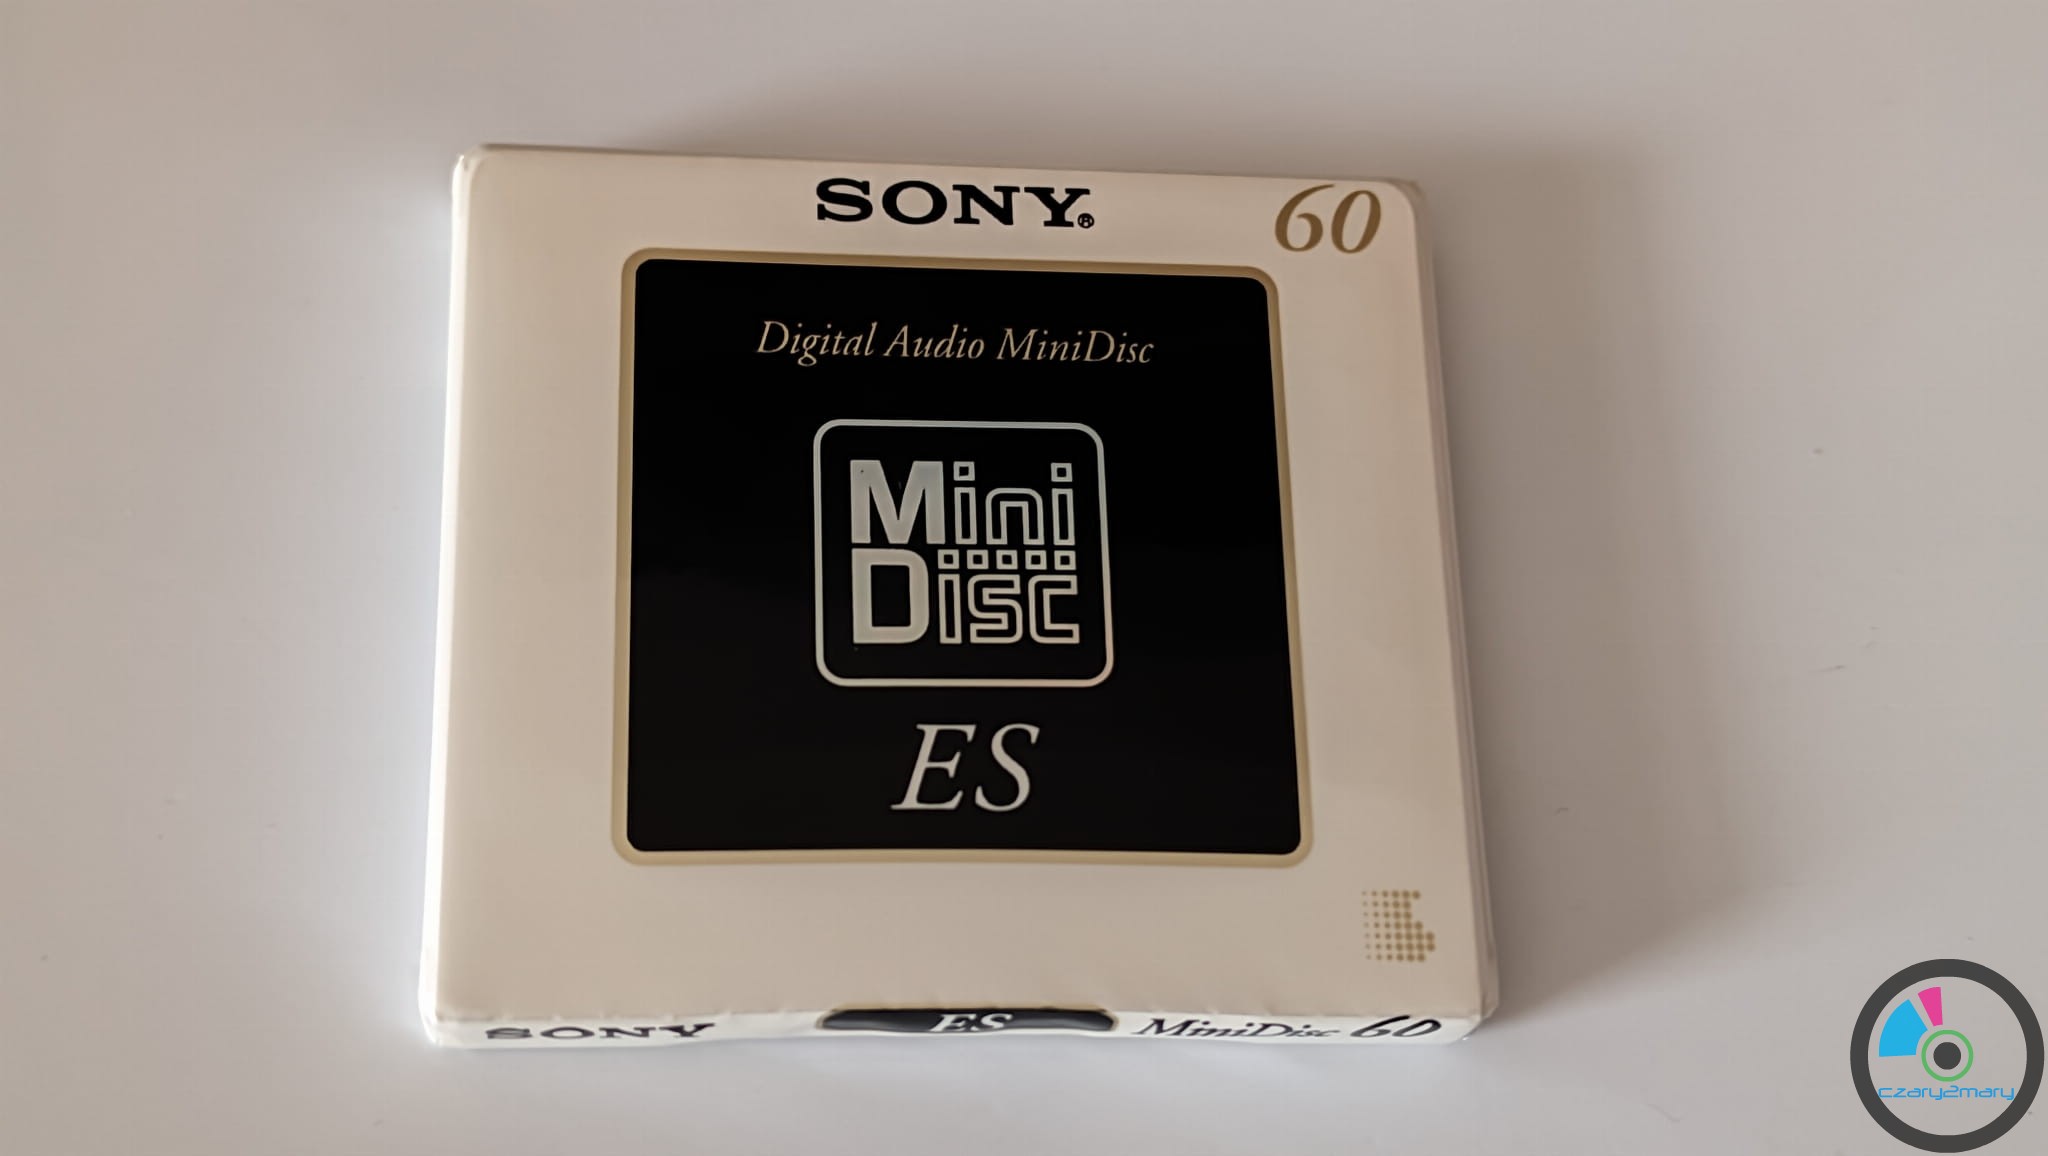 SONY®
60
Digital Audio MiniDisc
Mini
Disc
ES
SONY ES MiniDisc 60
czary2mary